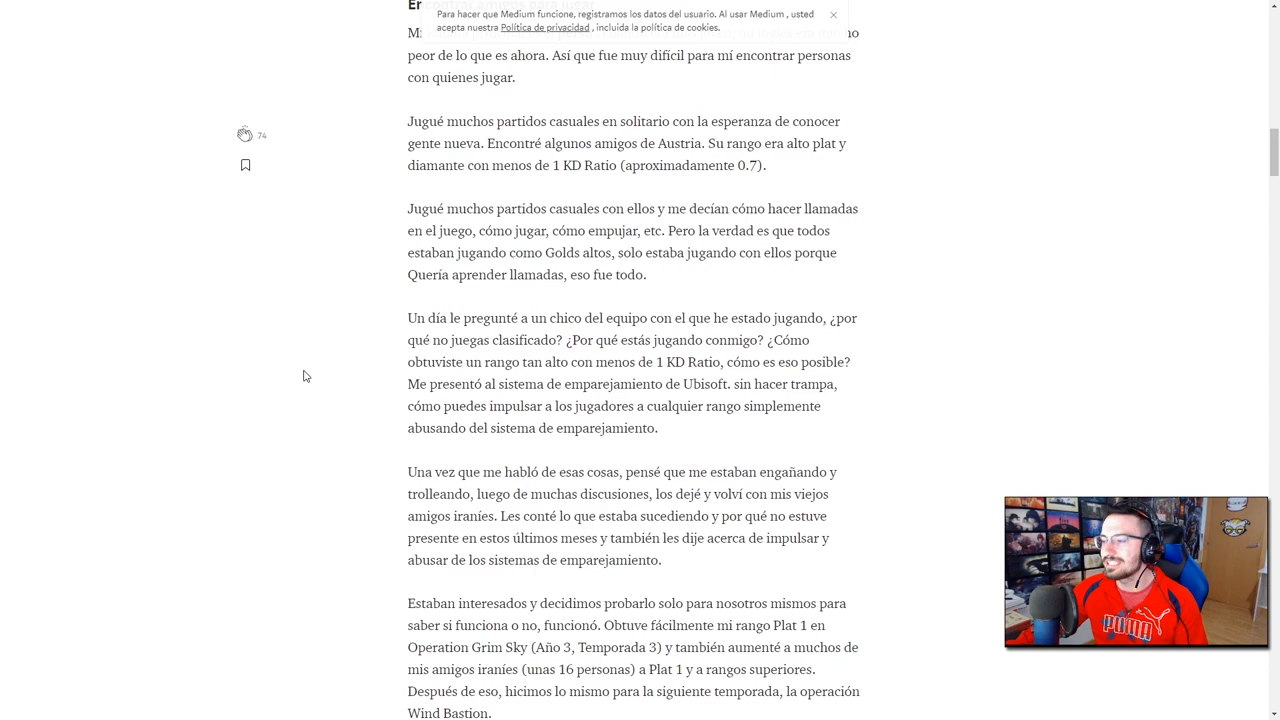 Para hacer que Medium funcione, registramos los datos del usuario. Al usar Medium , usted
acepta nuestra Política de privacidad , incluida la política de cookies.
peor de lo que es ahora. Así que fue muy difícil para mí encontrar personas
con quienes jugar.
74
Jugué muchos partidos casuales en solitario con la esperanza de conocer
gente nueva. Encontré algunos amigos de Austria. Su rango era alto plat y
diamante con menos de 1 KD Ratio (aproximadamente 0.7).
Jugué muchos partidos casuales con ellos y me decían cómo hacer llamadas
en el juego, cómo jugar, cómo empujar, etc. Pero la verdad es que todos
estaban jugando como Golds altos, solo estaba jugando con ellos porque
Quería aprender llamadas, eso fue todo.
Un día le pregunté a un chico del equipo con el que he estado jugando, ¿por
qué no juegas clasificado? ¿Por qué estás jugando conmigo? ¿Cómo
obtuviste un rango tan alto con menos de 1 KD Ratio, cómo es eso posible?
Me presentó al sistema de emparejamiento de Ubisoft. sin hacer trampa,
cómo puedes impulsar a los jugadores a cualquier rango simplemente
abusando del sistema de emparejamiento.
Una vez que me habló de esas cosas, pensé que me estaban engañando y
trolleando, luego de muchas discusiones, los dejé y volví con mis viejos
amigos iraníes. Les conté lo que estaba sucediendo y por qué no estuve
presente en estos últimos meses y también les dije acerca de impulsar y
abusar de los sistemas de emparejamiento.
Estaban interesados y decidimos probarlo solo para nosotros mismos para
saber si funciona o no, funcionó. Obtuve fácilmente mi rango Plat 1 en
Operation Grim Sky (Año 3, Temporada 3) y también aumenté a muchos de
mis amigos iraníes (unas 16 personas) a Plat 1 y a rangos superiores.
Después de eso, hicimos lo mismo para la siguiente temporada, la operación
Wind Bastion.
PUMA